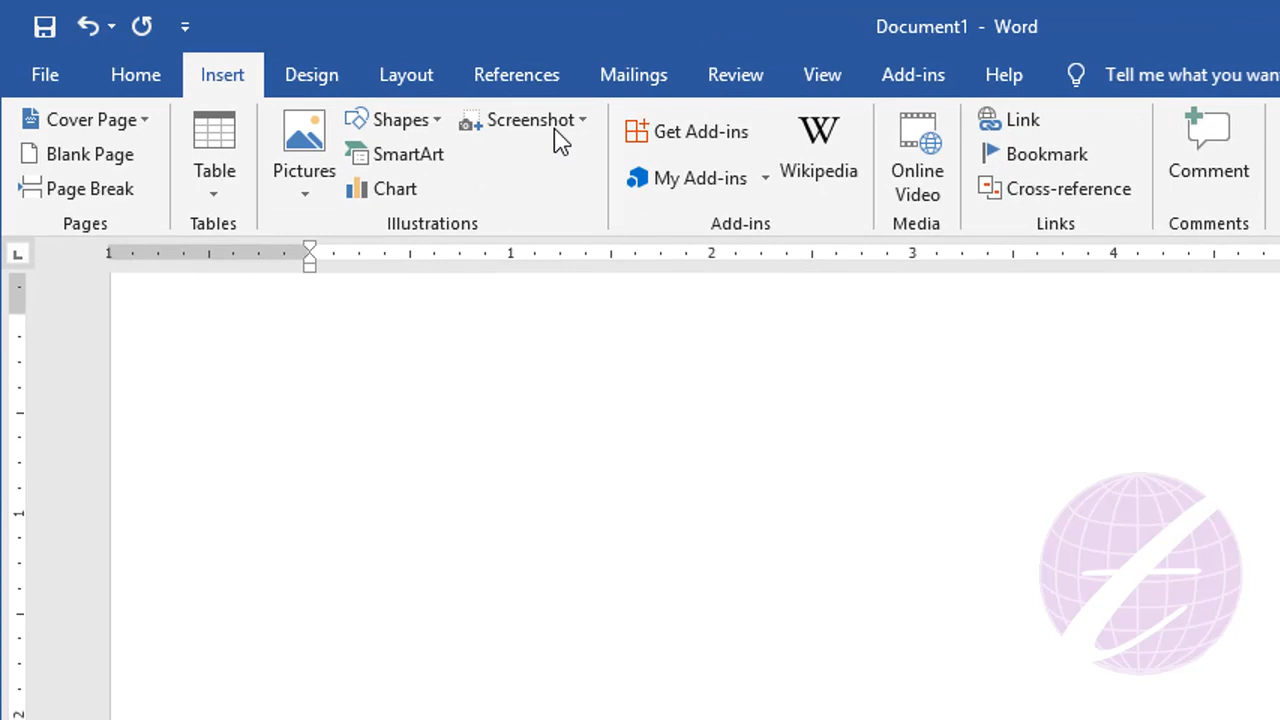 Document1 - Word
File Home Insert Design Layout References Mailings Review View Add-ins Help Tell me what you wan
Cover Page
Blank Page
Page Break
Pages
Table
Tables
Pictures
Shapes
SmartArt
Chart
Screenshot
Illustrations
Get Add-ins
My Add-ins
W
Wikipedia
Add-ins
Online
Video
Media
Link
Bookmark
Cross-reference
Links
Comment
Comments
L
1 1 2 3 4
1
2